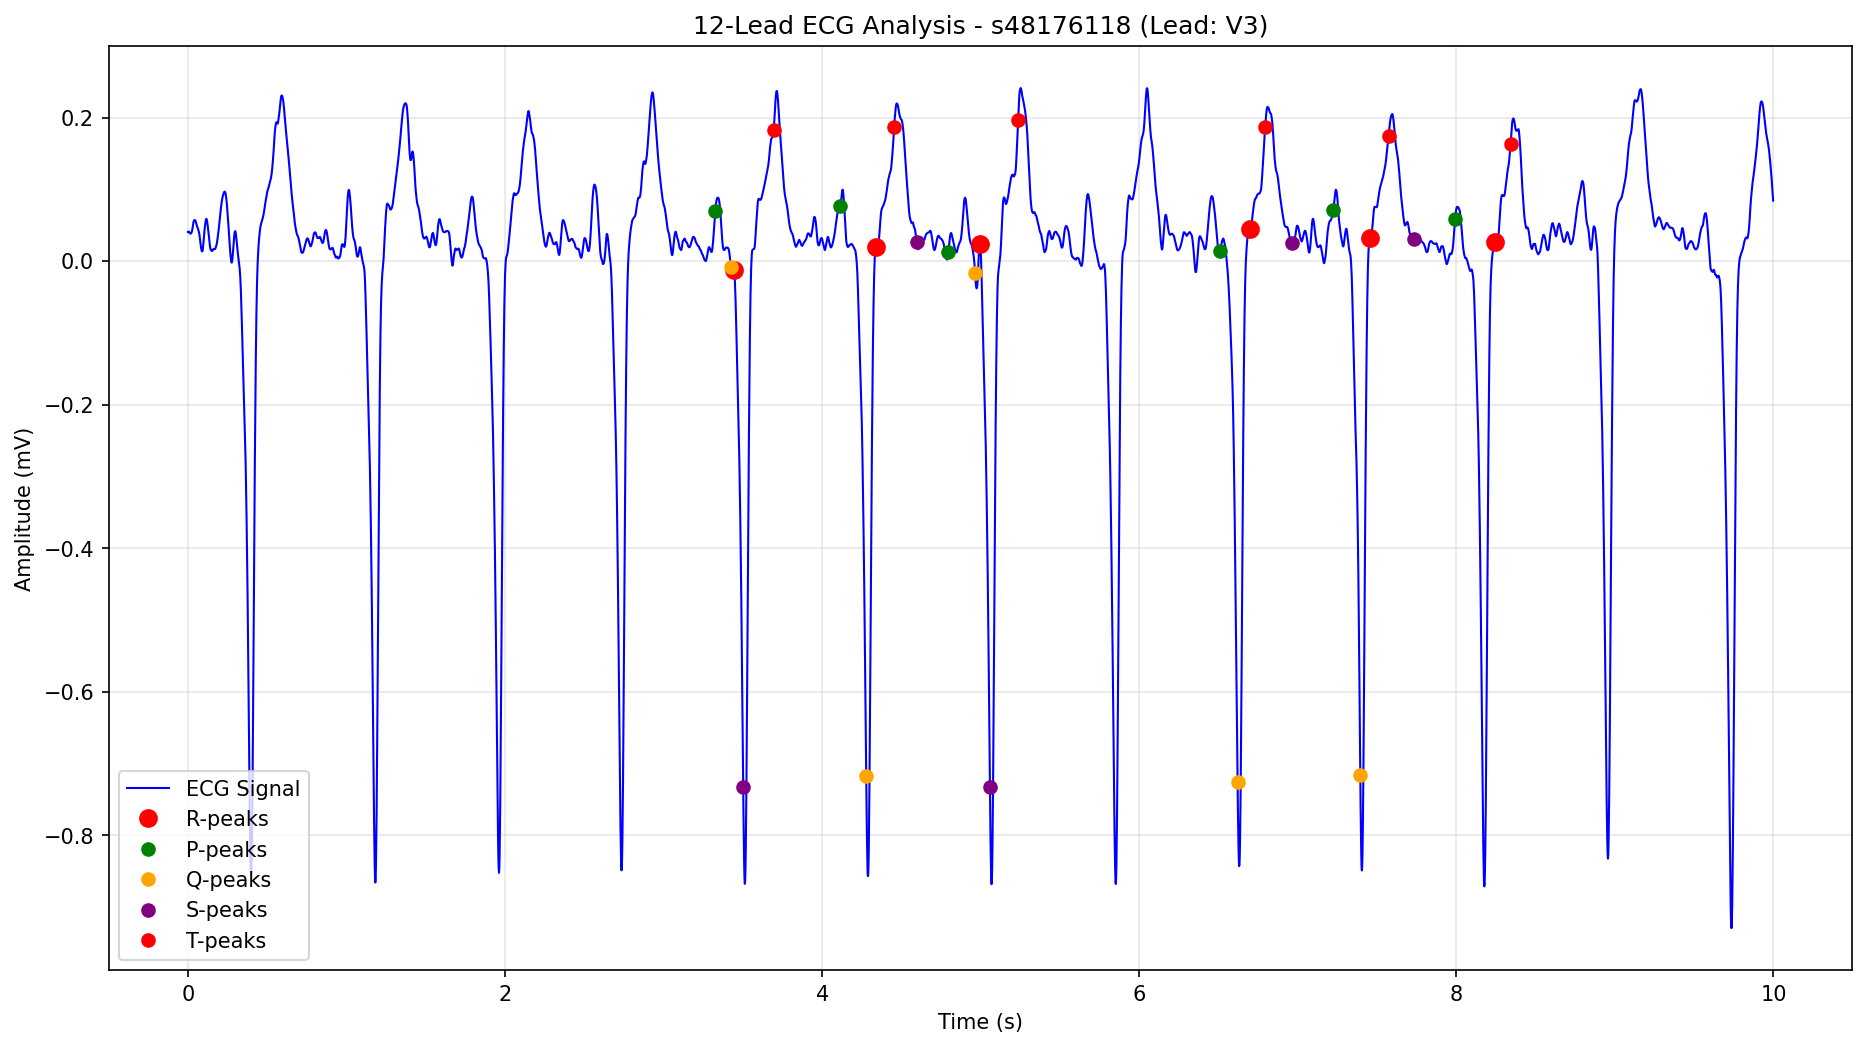 12-Lead ECG Analysis - s48176118 (Lead: V3)
Amplitude (mV)
0.2
0.0
−0.2
−0.4
−0.6
−0.8
ECG Signal
R-peaks
P-peaks
Q-peaks
S-peaks
T-peaks
0 2 4 6 8 10
Time (s)